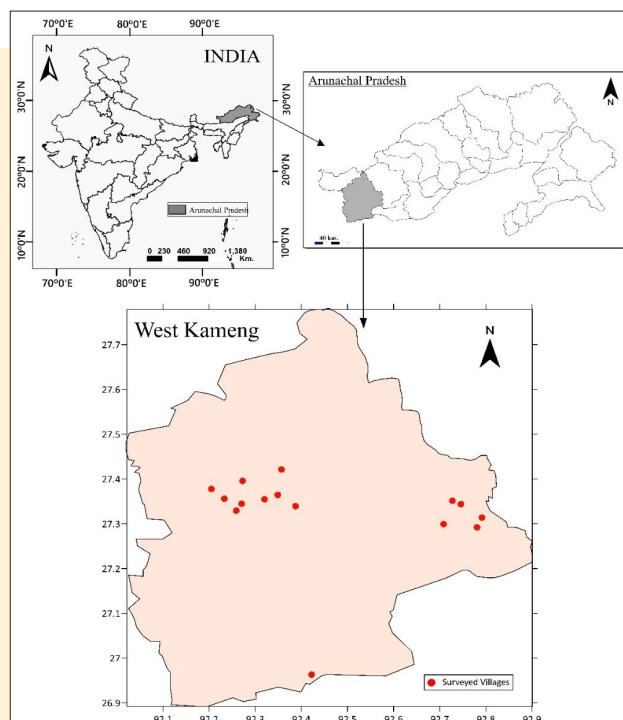 70°0'E 80°0'E 90°0'E
N
INDIA
30°0'N
20°0'N
10°0'N
30°0'N
20°0'N
10°0'N
Arunachal Pradesh
0 230 460 920 1,380
Km.
70°0'E 80°0'E 90°0'E
Arunachal Pradesh
N
40 km.
West Kameng
N
27.7
27.6
27.5
27.4
27.3
27.2
27.1
27
26.9
Surveyed Villages
92.1 92.2 92.3 92.4 92.5 92.6 92.7 92.8 92.9